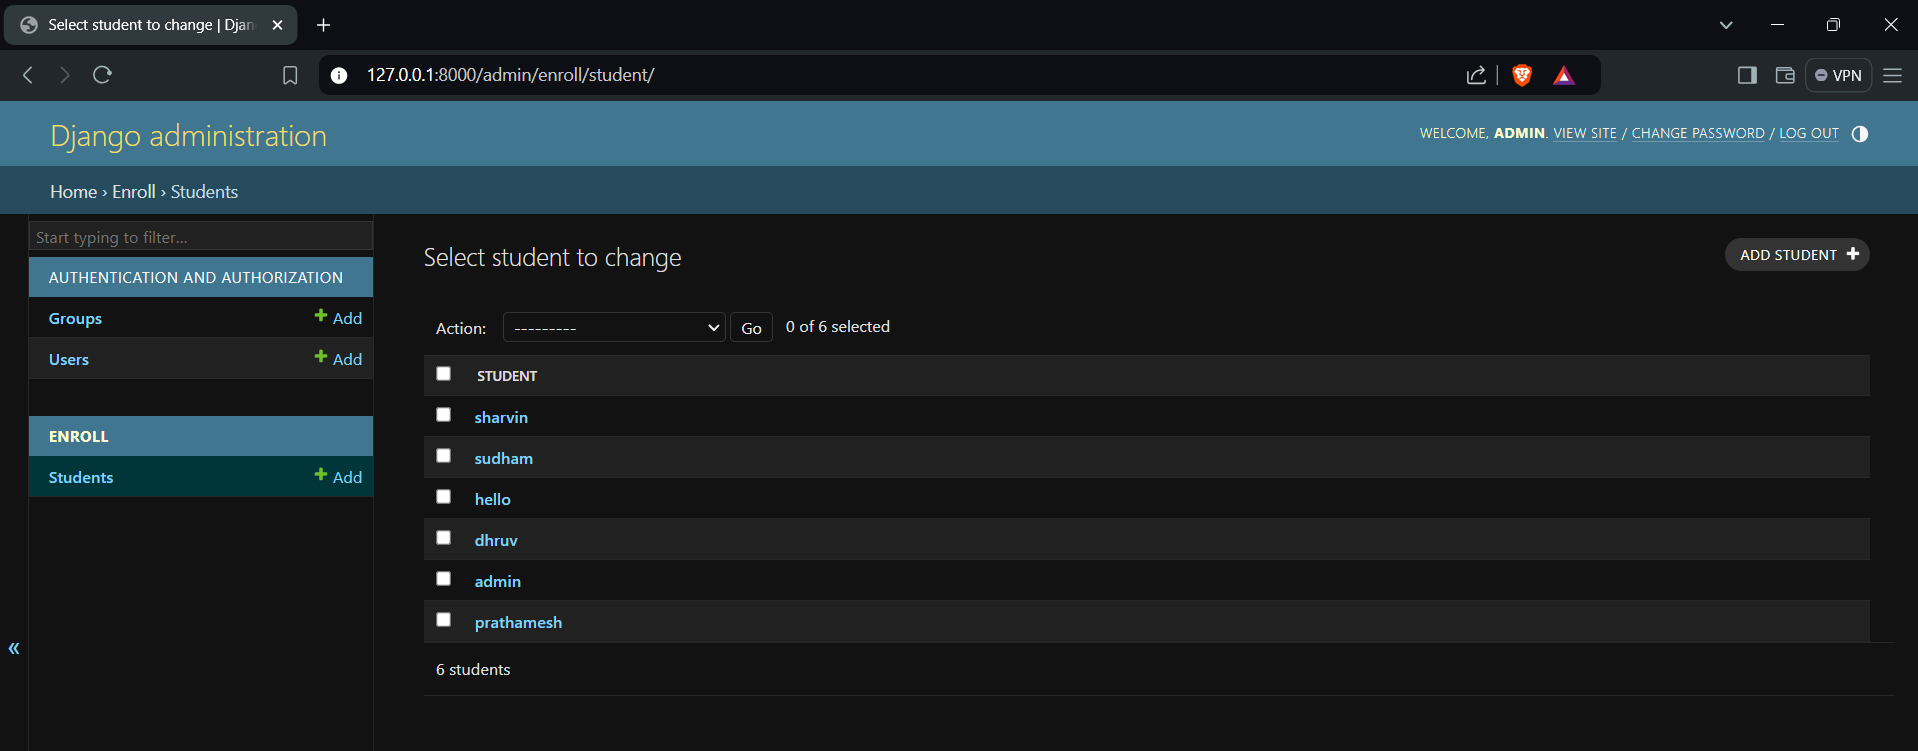 Select student to change | Djan
127.0.0.1:8000/admin/enroll/student/
VPN
Django administration
WELCOME, ADMIN. VIEW SITE / CHANGE PASSWORD / LOG OUT
Home › Enroll › Students
Start typing to filter...
AUTHENTICATION AND AUTHORIZATION
Groups + Add
Users + Add
ENROLL
Students + Add
«
Select student to change
ADD STUDENT +
Action: --------- Go 0 of 6 selected
STUDENT
sharvin
sudham
hello
dhruv
admin
prathamesh
6 students